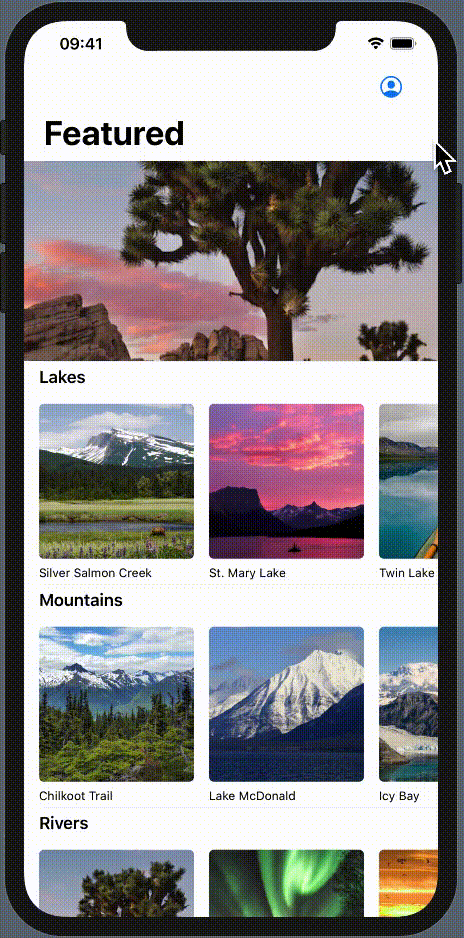 09:41
Featured
Lakes
Silver Salmon Creek
St. Mary Lake
Twin Lake
Mountains
Chilkoot Trail
Lake McDonald
Icy Bay
Rivers